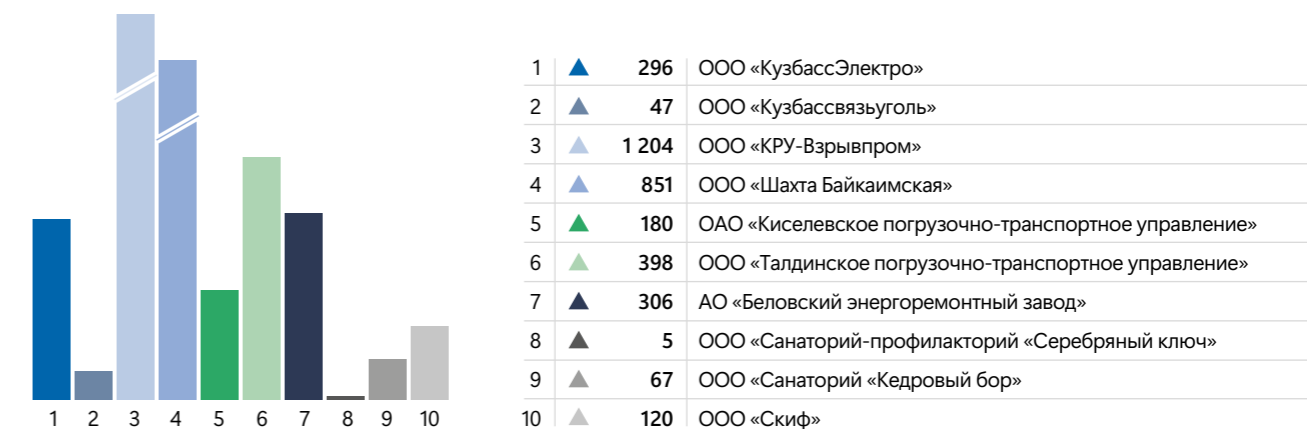 1 2 3 4 5 6 7 8 9 10
1 296 ООО «КузбассЭлектро»
2 47 ООО «Кузбассвязьуголь»
3 1 204 ООО «КРУ-Взрывпром»
4 851 ООО «Шахта Байкаимская»
5 180 ОАО «Киселевское погрузочно-транспортное управление»
6 398 ООО «Талдинское погрузочно-транспортное управление»
7 306 АО «Беловский энергоремонтный завод»
8 5 ООО «Санаторий-профилакторий «Серебряный ключ»
9 67 ООО «Санаторий «Кедровый бор»
10 120 ООО «Скиф»